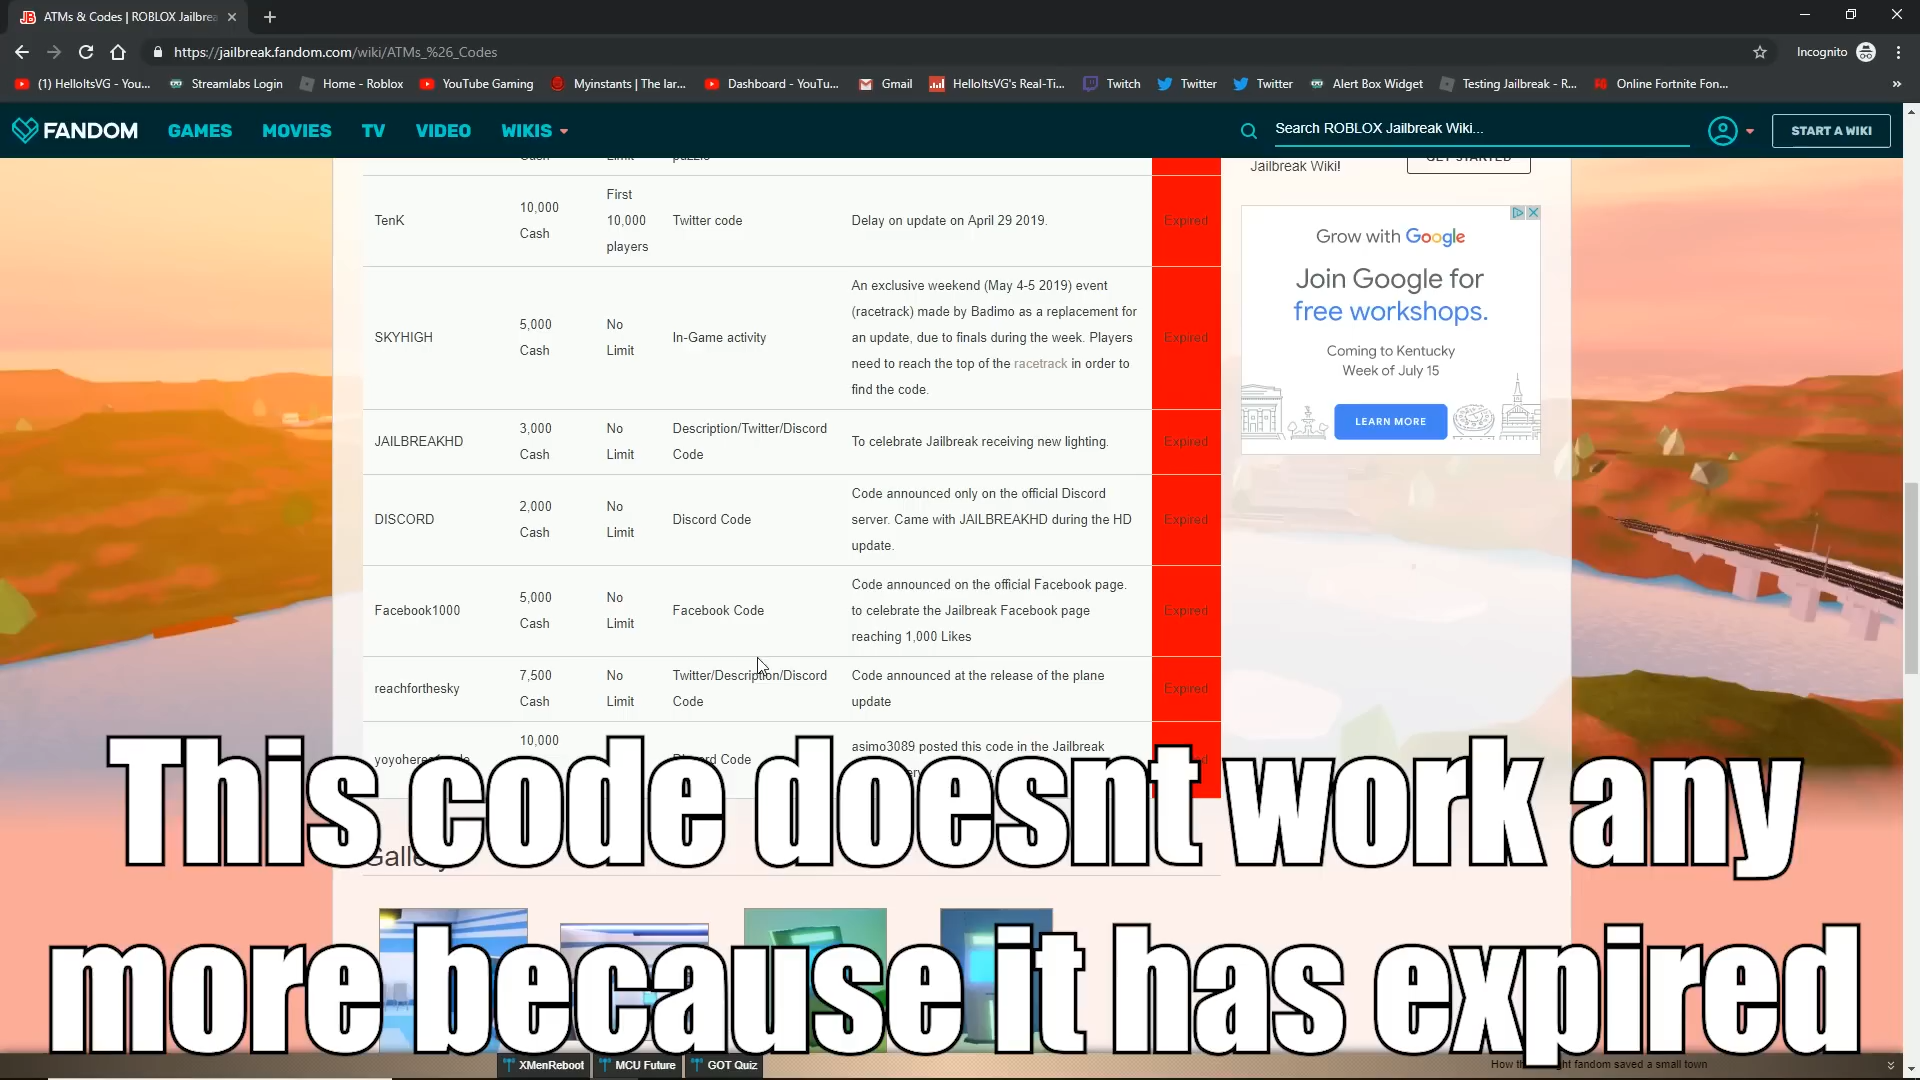 ATMs & Codes | ROBLOX Jailbrea
https://jailbreak.fandom.com/wiki/ATMs_%26_Codes
Incognito
(1) HelloItsVG - You...
Streamlabs Login
Home - Roblox
YouTube Gaming
Myinstants | The lar...
Dashboard - YouTu...
Gmail
HelloItsVG's Real-Ti...
Twitch
Twitter
Twitter
Alert Box Widget
Testing Jailbreak - R...
Online Fortnite Fon...
FANDOM
GAMES
MOVIES
TV
VIDEO
WIKIS
Search ROBLOX Jailbreak Wiki...
START A WIKI
Cash
Limit
puzzle
Jailbreak Wiki!
GET STARTED
TenK
10,000
Cash
First
10,000
players
Twitter code
Delay on update on April 29 2019.
Expired
SKYHIGH
5,000
Cash
No
Limit
In-Game activity
An exclusive weekend (May 4-5 2019) event
(racetrack) made by Badimo as a replacement for
an update, due to finals during the week. Players
need to reach the top of the racetrack in order to
find the code.
Expired
JAILBREAKHD
3,000
Cash
No
Limit
Description/Twitter/Discord
Code
To celebrate Jailbreak receiving new lighting.
Expired
DISCORD
2,000
Cash
No
Limit
Discord Code
Code announced only on the official Discord
server. Came with JAILBREAKHD during the HD
update.
Expired
Facebook1000
5,000
Cash
No
Limit
Facebook Code
Code announced on the official Facebook page.
to celebrate the Jailbreak Facebook page
reaching 1,000 Likes
Expired
reachforthesky
7,500
Cash
No
Limit
Twitter/Description/Discord
Code
Code announced at the release of the plane
update
Expired
10,000
Code
asimo3089 posted this code in the Jailbreak
Grow with Google
Join Google for
free workshops.
Coming to Kentucky
Week of July 15
LEARN MORE
This code doesnt work any
more because it has expired
XMenReboot
MCU Future
GOT Quiz
fandom saved a small town